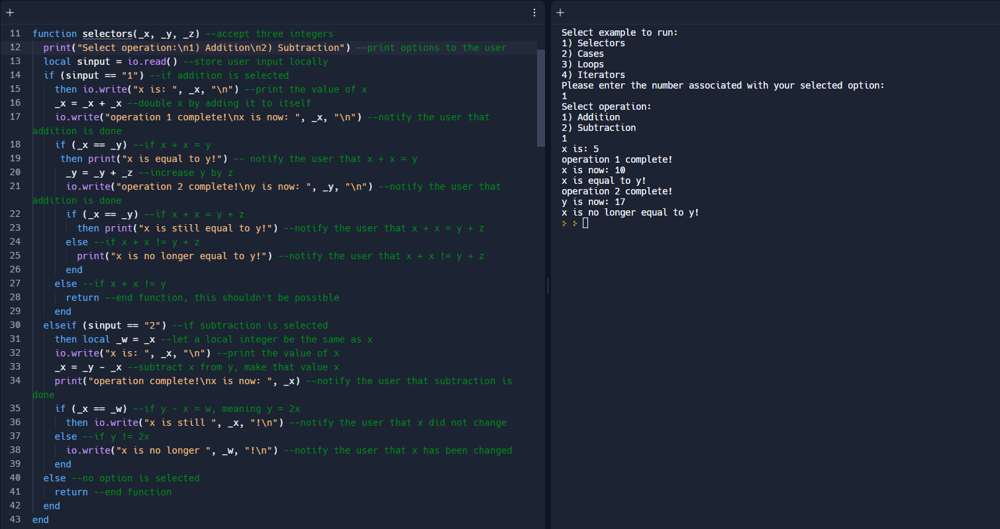 11 function selectors(_x, _y, _z) --accept three integers
12 print("Select operation:\n1) Addition\n2) Subtraction") --print options to the user
13 local sinput = io.read() --store user input locally
14 if (sinput == "1") --if addition is selected
15 then io.write("x is: ", _x, "\n") --print the value of x
16 _x = _x + _x --double x by adding it to itself
17 io.write("operation 1 complete!\nx is now: ", _x, "\n") --notify the user that
addition is done
18 if (_x == _y) --if x + x = y
19 then print("x is equal to y!") -- notify the user that x + x = y
20 _y = _y + _z --increase y by z
21 io.write("operation 2 complete!\ny is now: ", _y, "\n") --notify the user that
addition is done
22 if (_x == _y) --if x + x = y + z
23 then print("x is still equal to y!") --notify the user that x + x = y + z
24 else --if x + x != y + z
25 print("x is no longer equal to y!") --notify the user that x + x != y + z
26 end
27 else --if x + x != y
28 return --end function, this shouldn't be possible
29 end
30 elseif (sinput == "2") --if subtraction is selected
31 then local _w = _x --let a local integer be the same as x
32 io.write("x is: ", _x, "\n") --print the value of x
33 _x = _y - _x --subtract x from y, make that value x
34 print("operation complete!\nx is now: ", _x) --notify the user that subtraction is
done
35 if (_x == _w) --if y - x = w, meaning y = 2x
36 then io.write("x is still ", _x, "!\n") --notify the user that x did not change
37 else --if y != 2x
38 io.write("x is no longer ", _w, "!\n") --notify the user that x has been changed
39 end
40 else --no option is selected
41 return --end function
42 end
43 end
Select example to run:
1) Selectors
2) Cases
3) Loops
4) Iterators
Please enter the number associated with your selected option:
1
Select operation:
1) Addition
2) Subtraction
1
x is: 5
operation 1 complete!
x is now: 10
x is equal to y!
operation 2 complete!
y is now: 17
x is no longer equal to y!